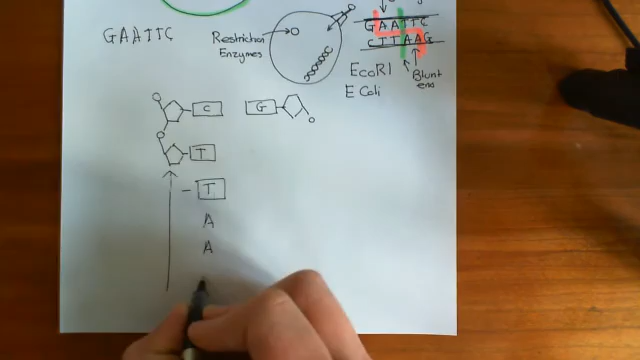 GAATTC
Restriction
Enzymes
GAATTC
CTTAAG
EcoRI
E Coli
Blunt
ens
C G
T
T
A
A